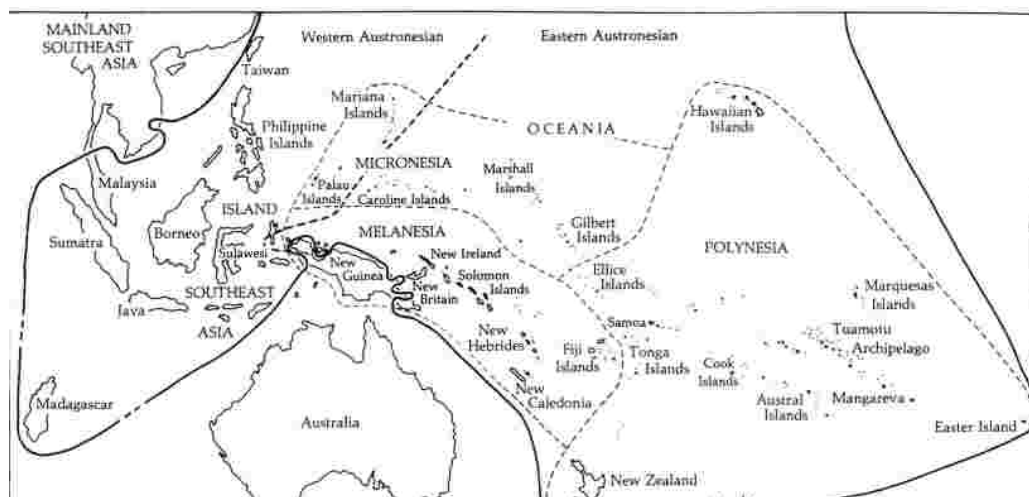 MAINLAND
SOUTHEAST
ASIA
Western Austronesian
Eastern Austronesian
Taiwan
Mariana
Islands
Hawaiian
Islands
OCEANIA
Philippine
Islands
MICRONESIA
Marshall
Islands
Malaysia
Palau
Islands
Caroline Islands
ISLAND
Gilbert
Islands
Sumatra
Borneo
Sulawesi
MELANESIA
POLYNESIA
New
Guinea
New Ireland
Solomon
Islands
Ellice
Islands
SOUTHEAST
New
Britain
Marquesas
Islands
Java
ASIA
New
Hebrides
Samoa
Tuamotu
Archipelago
Fiji
Islands
Tonga
Islands
Cook
Islands
Madagascar
New
Caledonia
Austral
Islands
Mangareva
Australia
Easter Island
New Zealand